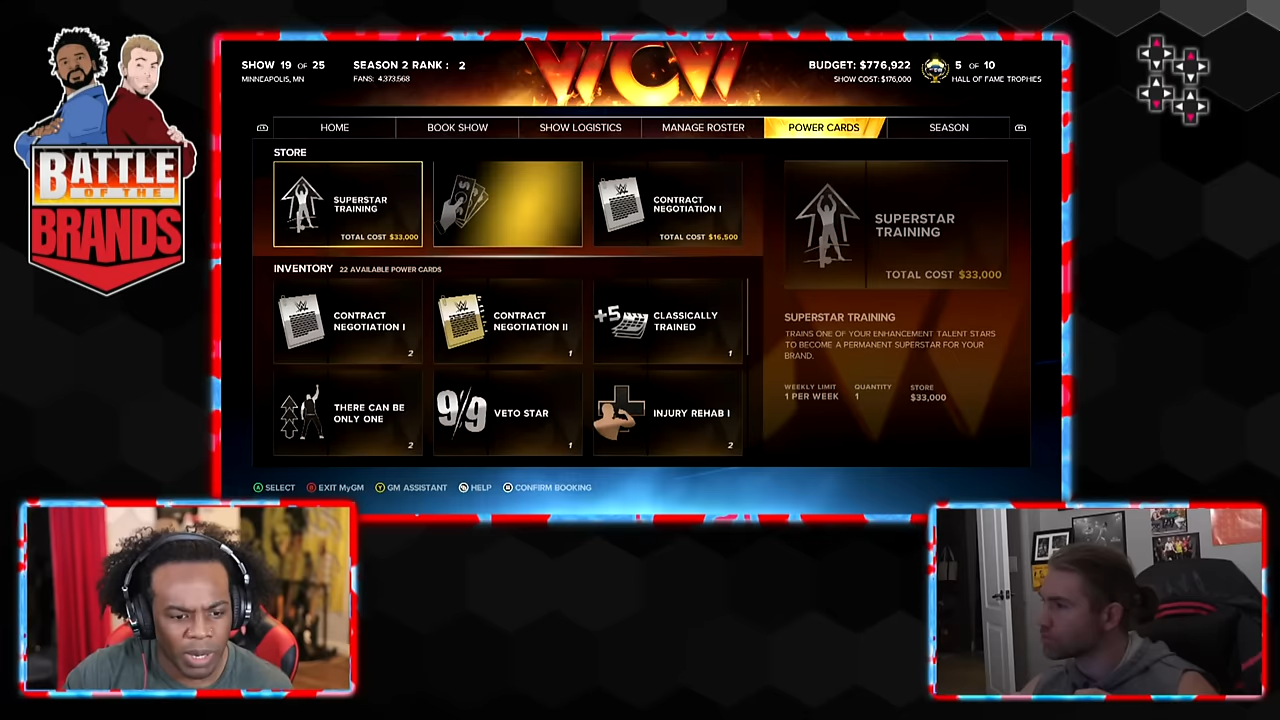 SHOW 19 OF 25
MINNEAPOLIS, MN
SEASON 2 RANK : 2
FANS: 4,373,568
WCW
BUDGET: $776,922
SHOW COST: $176,000
5 OF 10
HALL OF FAME TROPHIES
HOME
BOOK SHOW
SHOW LOGISTICS
MANAGE ROSTER
POWER CARDS
SEASON
STORE
SUPERSTAR
TRAINING
TOTAL COST $33,000
CONTRACT
NEGOTIATION I
TOTAL COST $16,500
SUPERSTAR
TRAINING
TOTAL COST $33,000
INVENTORY 22 AVAILABLE POWER CARDS
CONTRACT
NEGOTIATION I
2
CONTRACT
NEGOTIATION II
1
+5
CLASSICALLY
TRAINED
1
THERE CAN BE
ONLY ONE
2
9/9
VETO STAR
1
INJURY REHAB I
2
SUPERSTAR TRAINING
TRAINS ONE OF YOUR ENHANCEMENT TALENT STARS
TO BECOME A PERMANENT SUPERSTAR FOR YOUR
BRAND.
WEEKLY LIMIT
1 PER WEEK
QUANTITY
1
STORE
$33,000
SELECT
EXIT MyGM
GM ASSISTANT
HELP
CONFIRM BOOKING
BATTLE
OF THE
BRANDS